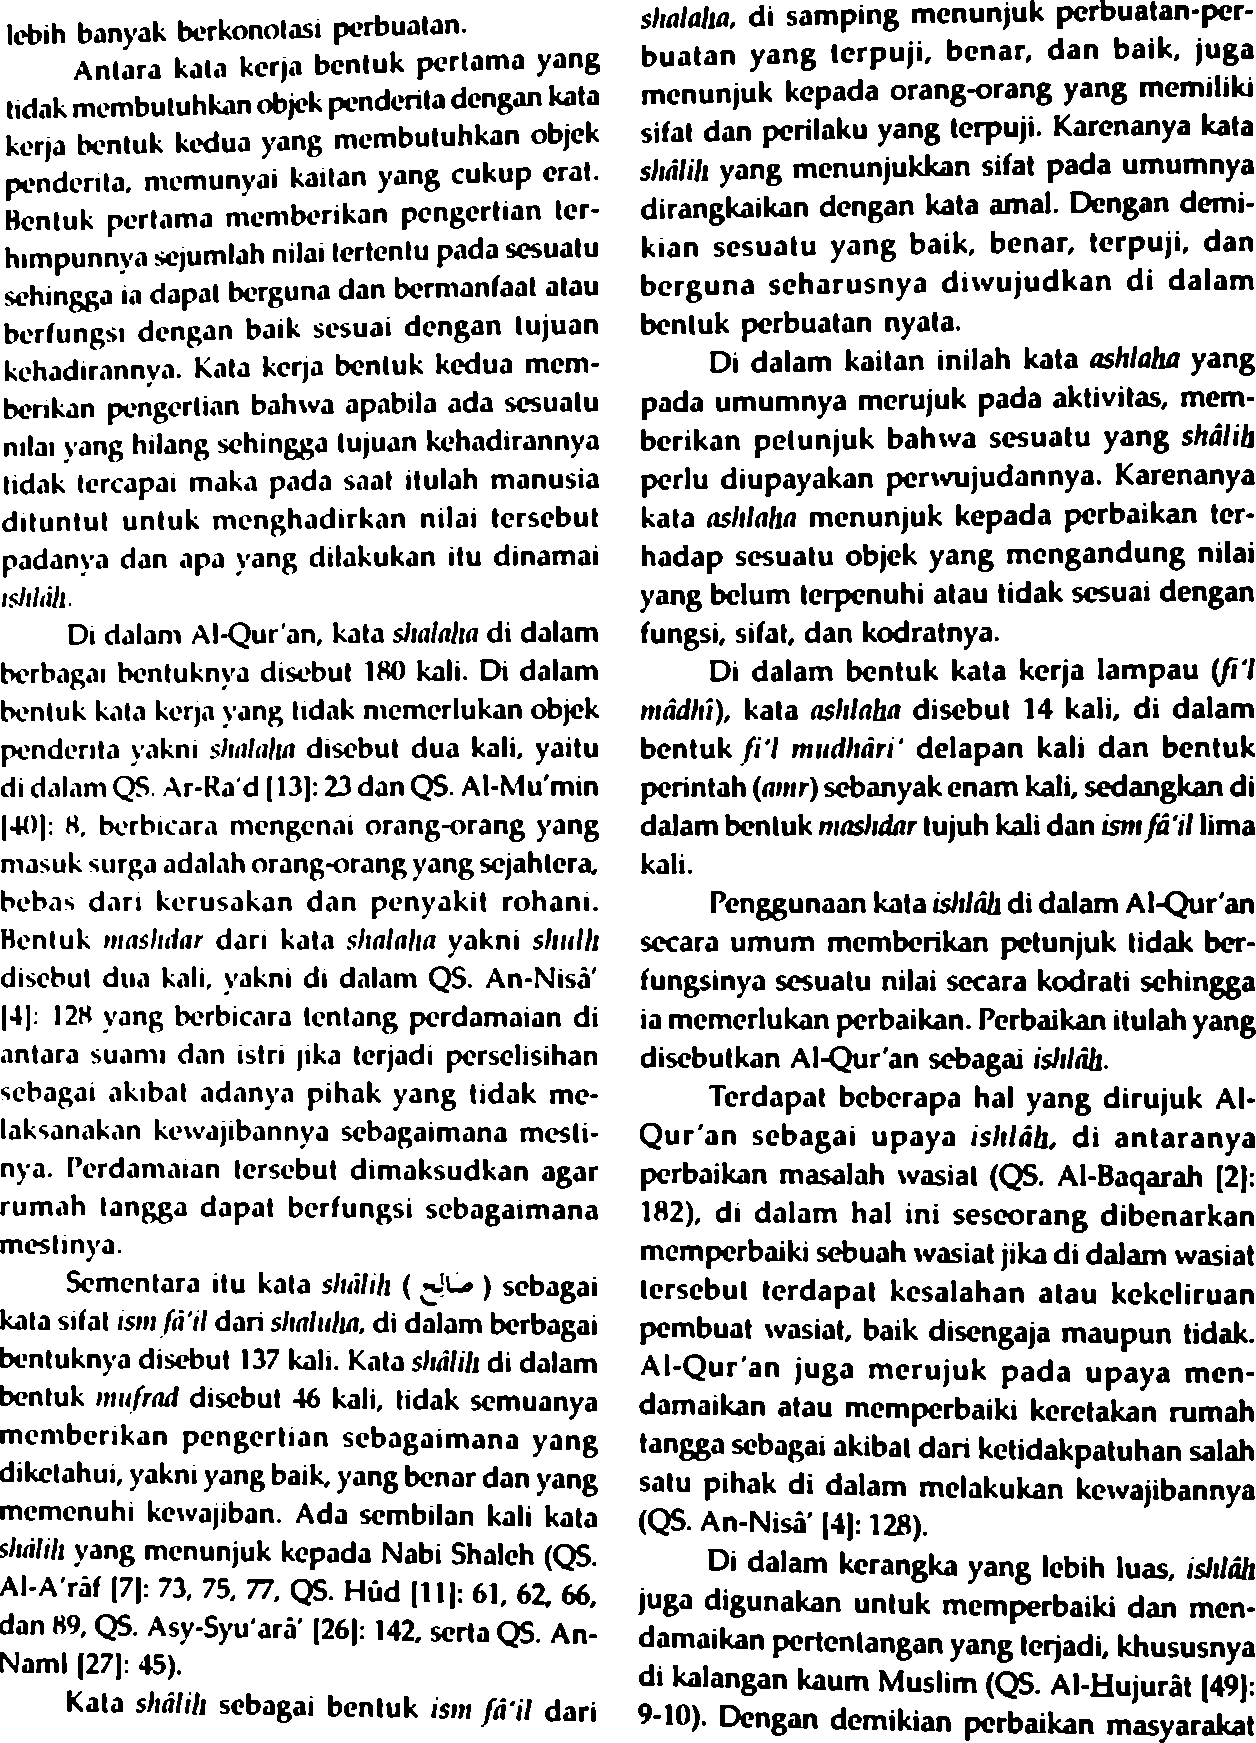 lebih banyak berkonotasi perbuatan.
Antara kata kerja bentuk pertama yang
tidak membutuhkan objek penderita dengan kata
kerja bentuk kedua yang membutuhkan objek
penderita, memunyai kaitan yang cukup erat.
Bentuk pertama memberikan pengertian ter-
himpunnya sejumlah nilai tertentu pada sesuatu
sehingga ia dapat berguna dan bermanfaat atau
berfungsi dengan baik sesuai dengan tujuan
kehadirannya. Kata kerja bentuk kedua mem-
berikan pengertian bahwa apabila ada sesuatu
nilai yang hilang sehingga tujuan kehadirannya
tidak tercapai maka pada saat itulah manusia
dituntut untuk menghadirkan nilai tersebut
padanya dan apa yang dilakukan itu dinamai
ishlâh.
Di dalam Al-Qur'an, kata shalaha di dalam
berbagai bentuknya disebut 180 kali. Di dalam
bentuk kata kerja yang tidak memerlukan objek
penderita yakni shalaha disebut dua kali, yaitu
di dalam QS. Ar-Ra'd [13]: 23 dan QS. Al-Mu'min
[40]: 8, berbicara mengenai orang-orang yang
masuk surga adalah orang-orang yang sejahtera,
bebas dari kerusakan dan penyakit rohani.
Bentuk mashdar dari kata shalaha yakni shulh
disebut dua kali, yakni di dalam QS. An-Nisâ'
[4]: 128 yang berbicara tentang perdamaian di
antara suami dan istri jika terjadi perselisihan
sebagai akibat adanya pihak yang tidak me-
laksanakan kewajibannya sebagaimana mesti-
nya. Perdamaian tersebut dimaksudkan agar
rumah tangga dapat berfungsi sebagaimana
mestinya.
Sementara itu kata shâlih ( صالح ) sebagai
kata sifat ism fâ'il dari shaluha, di dalam berbagai
bentuknya disebut 137 kali. Kata shâlih di dalam
bentuk mufrad disebut 46 kali, tidak semuanya
memberikan pengertian sebagaimana yang
diketahui, yakni yang baik, yang benar dan yang
memenuhi kewajiban. Ada sembilan kali kata
shâlih yang menunjuk kepada Nabi Shaleh (QS.
Al-A'râf [7]: 73, 75, 77, QS. Hûd [11]: 61, 62, 66,
dan 89, QS. Asy-Syu'arâ' [26]: 142, serta QS. An-
Naml [27]: 45).
Kata shâlih sebagai bentuk ism fâ'il dari
shalaha, di samping menunjuk perbuatan-per-
buatan yang terpuji, benar, dan baik, juga
menunjuk kepada orang-orang yang memiliki
sifat dan perilaku yang terpuji. Karenanya kata
shâlih yang menunjukkan sifat pada umumnya
dirangkaikan dengan kata amal. Dengan demi-
kian sesuatu yang baik, benar, terpuji, dan
berguna seharusnya diwujudkan di dalam
bentuk perbuatan nyata.
Di dalam kaitan inilah kata ashlaha yang
pada umumnya merujuk pada aktivitas, mem-
berikan petunjuk bahwa sesuatu yang shâlih
perlu diupayakan perwujudannya. Karenanya
kata ashlaha menunjuk kepada perbaikan ter-
hadap sesuatu objek yang mengandung nilai
yang belum terpenuhi atau tidak sesuai dengan
fungsi, sifat, dan kodratnya.
Di dalam bentuk kata kerja lampau (fi'l
mâdhî), kata ashlaha disebut 14 kali, di dalam
bentuk fi'l mudhâri' delapan kali dan bentuk
perintah (amr) sebanyak enam kali, sedangkan di
dalam bentuk mashdar tujuh kali dan ism fâ'il lima
kali.
Penggunaan kata ishlâh di dalam Al-Qur'an
secara umum memberikan petunjuk tidak ber-
fungsinya sesuatu nilai secara kodrati sehingga
ia memerlukan perbaikan. Perbaikan itulah yang
disebutkan Al-Qur'an sebagai ishlâh.
Terdapat beberapa hal yang dirujuk Al-
Qur'an sebagai upaya ishlâh, di antaranya
perbaikan masalah wasiat (QS. Al-Baqarah [2]:
182), di dalam hal ini seseorang dibenarkan
memperbaiki sebuah wasiat jika di dalam wasiat
tersebut terdapat kesalahan atau kekeliruan
pembuat wasiat, baik disengaja maupun tidak.
Al-Qur'an juga merujuk pada upaya men-
damaikan atau memperbaiki keretakan rumah
tangga sebagai akibat dari ketidakpatuhan salah
satu pihak di dalam melakukan kewajibannya
(QS. An-Nisâ' [4]: 128).
Di dalam kerangka yang lebih luas, ishlâh
juga digunakan untuk memperbaiki dan men-
damaikan pertentangan yang terjadi, khususnya
di kalangan kaum Muslim (QS. Al-Hujurât [49]:
9-10). Dengan demikian perbaikan masyarakat